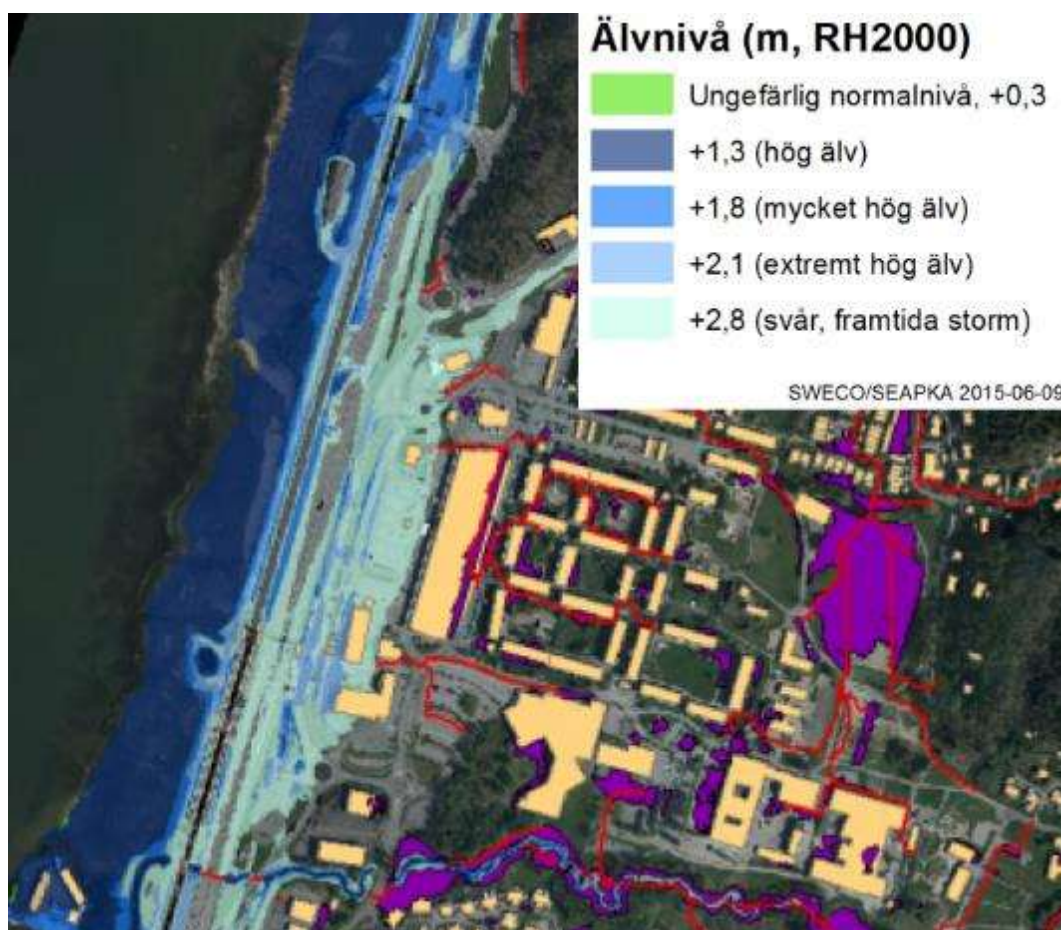 Älvnivå (m, RH2000)
Ungefärlig normalnivå, +0,3
+1,3 (hög älv)
+1,8 (mycket hög älv)
+2,1 (extremt hög älv)
+2,8 (svår, framtida storm)
SWECO/SEAPKA 2015-06-09